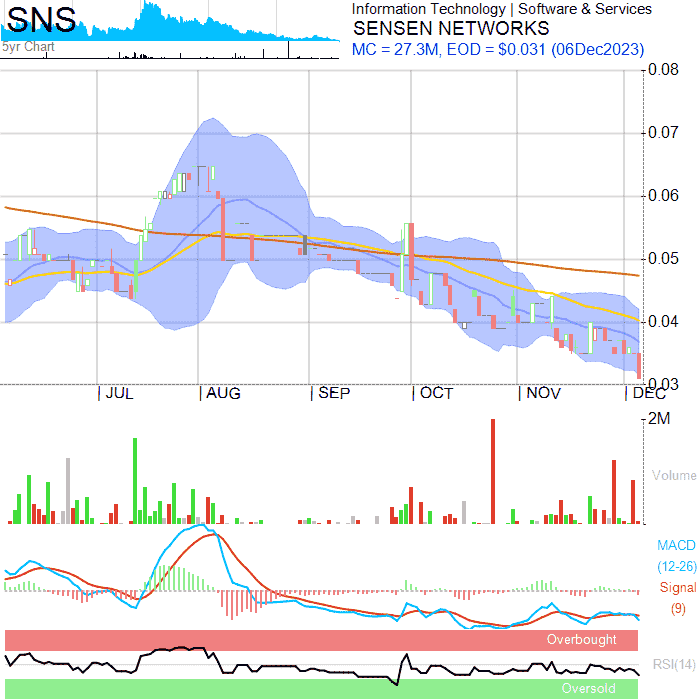 SNS
5yr Chart
Information Technology | Software & Services
SENSEN NETWORKS
MC = 27.3M, EOD = $0.031 (06Dec2023)
0.08
0.07
0.06
0.05
0.04
0.03
JUL AUG SEP OCT NOV DEC
2M
Volume
MACD
(12-26)
Signal
(9)
Overbought
RSI(14)
Oversold